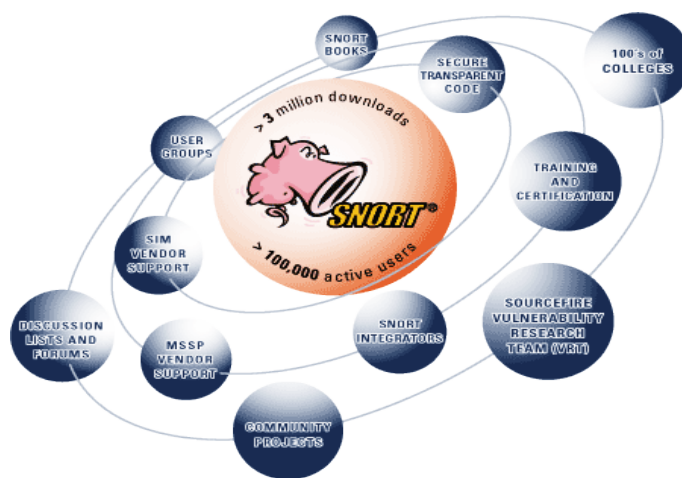 SNORT
BOOKS
SECURE
TRANSPARENT
CODE
100's of
COLLEGES
> 3 million downloads
USER
GROUPS
TRAINING
AND
CERTIFICATION
SNORT®
SIM
VENDOR
SUPPORT
> 100,000 active users
DISCUSSION
LISTS AND
FORUMS
MSSP
VENDOR
SUPPORT
SNORT
INTEGRATORS
SOURCEFIRE
VULNERABILITY
RESEARCH
TEAM (VRT)
COMMUNITY
PROJECTS